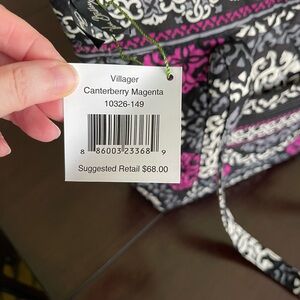 Villager
Canterberry Magenta
10326-149
8 86003 23368 9
Suggested Retail $68.00